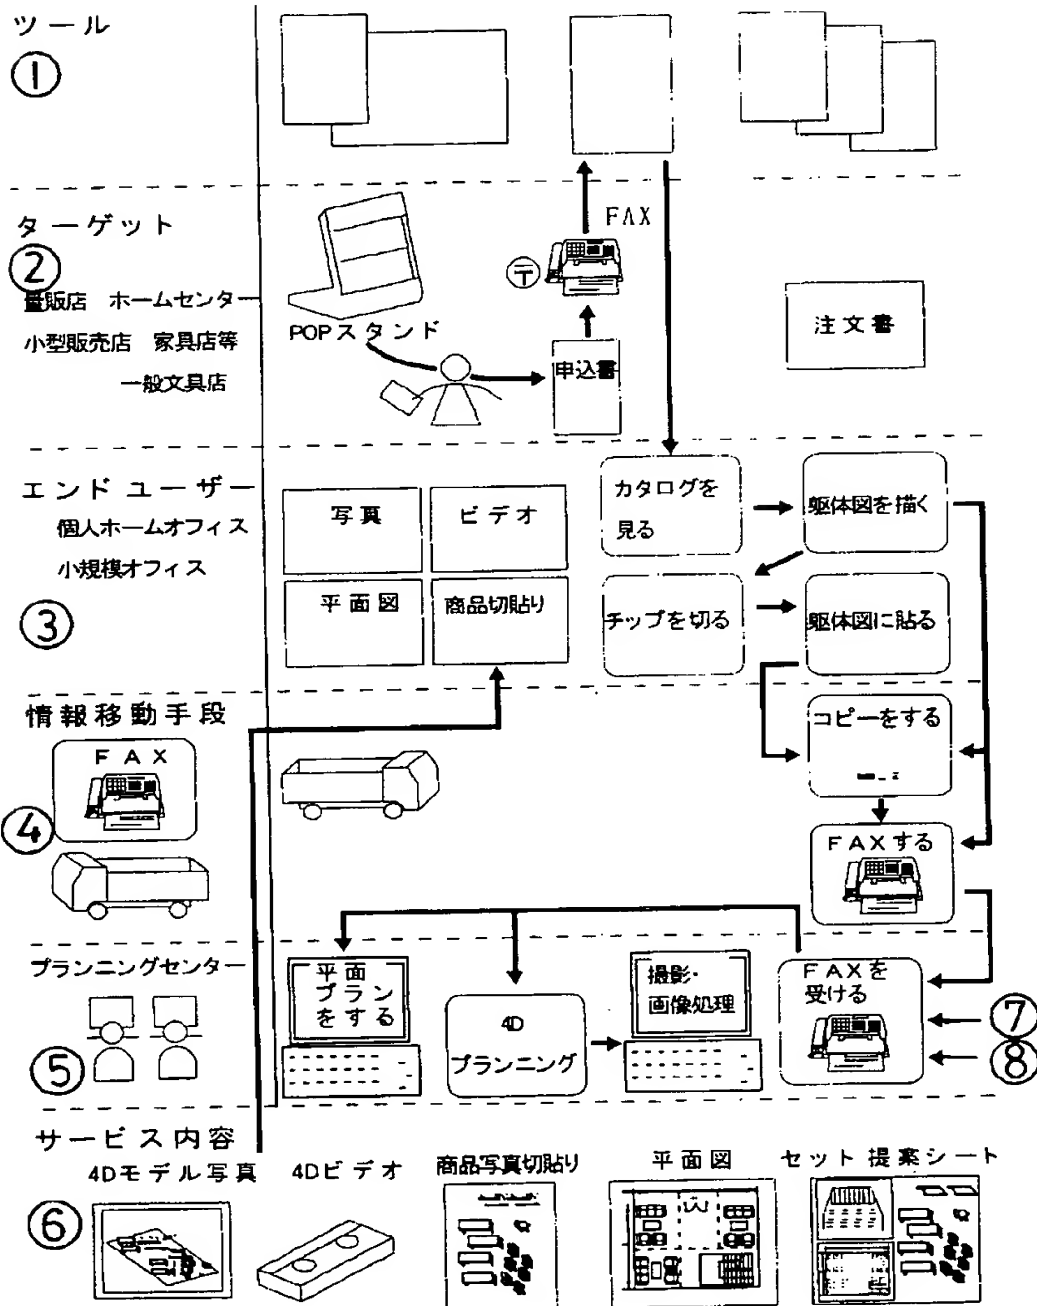 ツール
①
ターゲット
②
量販店 ホームセンター
小型販売店 家具店等
一般文具店
POPスタンド
〒
FAX
申込書
注文書
エンドユーザー
個人ホームオフィス
小規模オフィス
③
写真
ビデオ
平面図
商品切貼り
カタログを
見る
躯体図を描く
チップを切る
躯体図に貼る
情報移動手段
FAX
④
コピーをする
FAXする
プランニングセンター
⑤
平面
プラン
をする
4D
プランニング
撮影・
画像処理
FAXを
受ける
⑦
⑧
サービス内容
⑥
4Dモデル写真
4Dビデオ
商品写真切貼り
平面図
セット提案シート